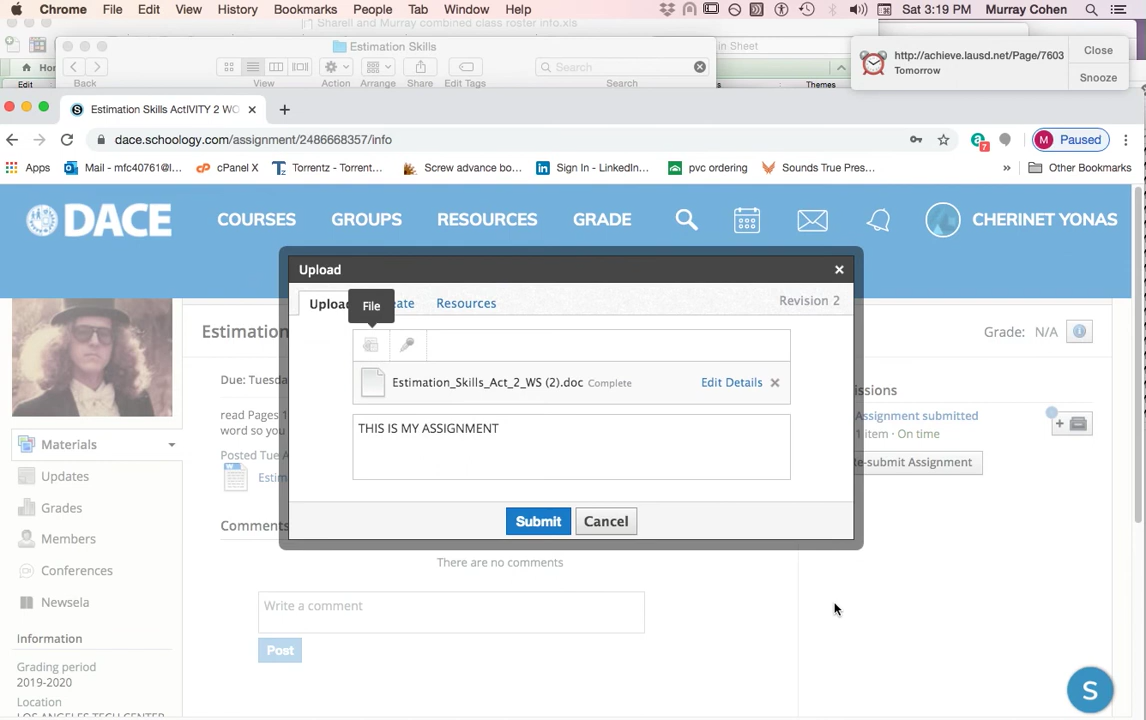 Chrome File Edit View History Bookmarks People Tab Window Help Sat 3:19 PM Murray Cohen
Sharell and Murray combined class roster info.xls
Estimation Skills
in Sheet
Search
Back View Arrange Share Edit Tags Search
Edit
Themes
http://achieve.lausd.net/Page/7603
Tomorrow
Close
Snooze
Estimation Skills ActIVITY 2 WO
dace.schoology.com/assignment/2486668357/info
7
M Paused
Apps Mail - mfc40761@l... cPanel X Torrentz - Torrent... Screw advance bo... Sign In - LinkedIn... pvc ordering Sounds True Pres... » Other Bookmarks
DACE COURSES GROUPS RESOURCES GRADE CHERINET YONAS
Upload
Revision 2
Resources
File
Estimation_Skills_Act_2_WS (2).doc Complete Edit Details
THIS IS MY ASSIGNMENT
Submit Cancel
Estimation
Grade: N/A
Due: Tuesda
read Pages 1
word so you
Posted Tue A
Estim
Comments
There are no comments
Write a comment
Post
Assignment submitted
1 item · On time
e-submit Assignment
Materials
Updates
Grades
Members
Conferences
Newsela
Information
Grading period
2019-2020
Location
LOS ANGELES TECH CENTER
S